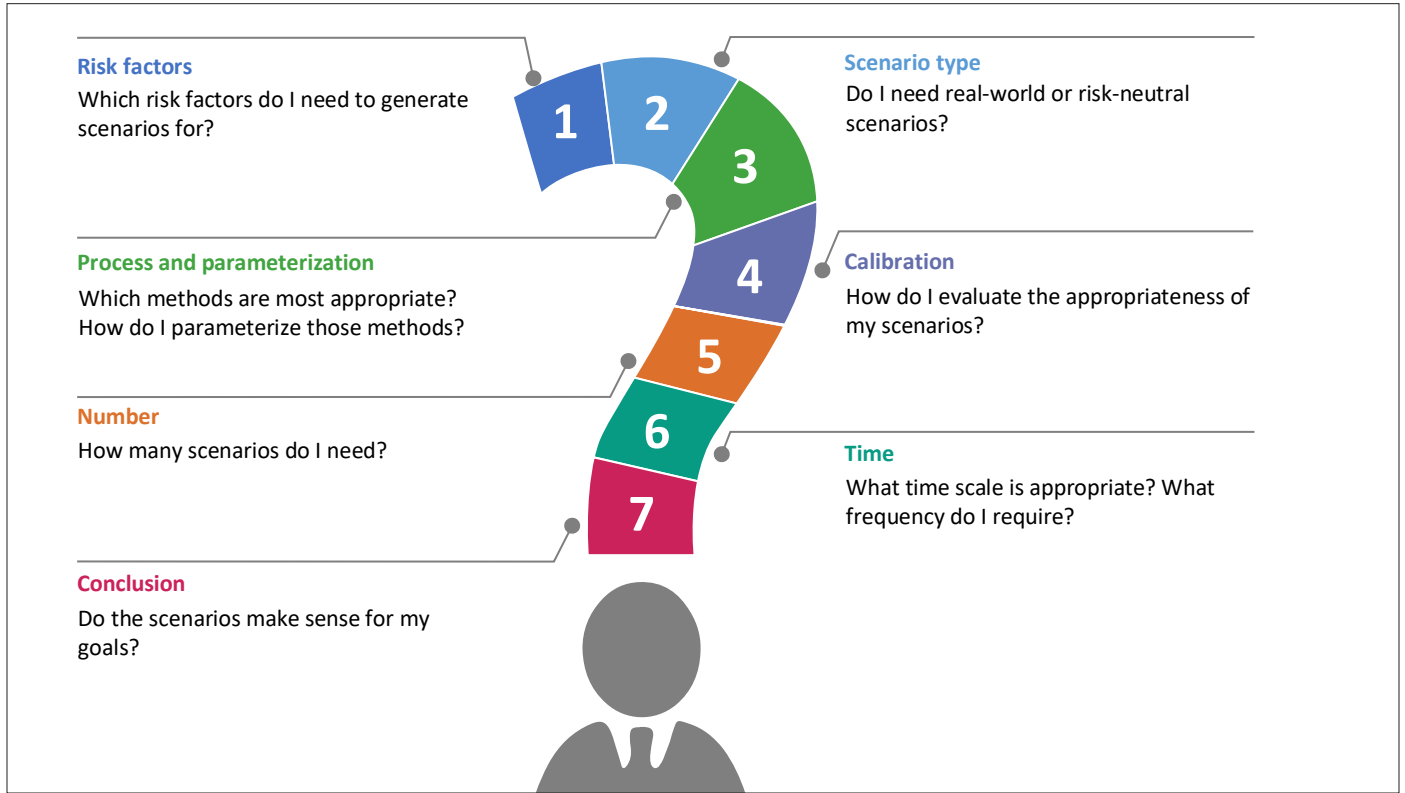 Risk factors
Which risk factors do I need to generate
scenarios for?
1
2
Scenario type
Do I need real-world or risk-neutral
scenarios?
3
Process and parameterization
Which methods are most appropriate?
How do I parameterize those methods?
4
Calibration
How do I evaluate the appropriateness of
my scenarios?
5
Number
How many scenarios do I need?
6
Time
What time scale is appropriate? What
frequency do I require?
7
Conclusion
Do the scenarios make sense for my
goals?